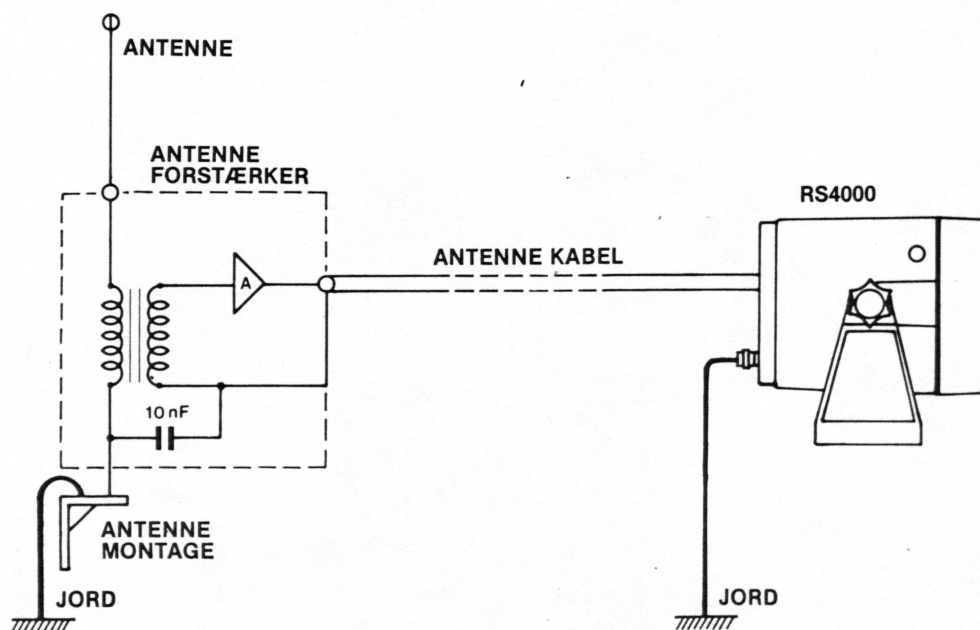 ANTENNE
ANTENNE
FORSTÆRKER
RS4000
ANTENNE KABEL
A
10 nF
ANTENNE
MONTAGE
JORD
JORD